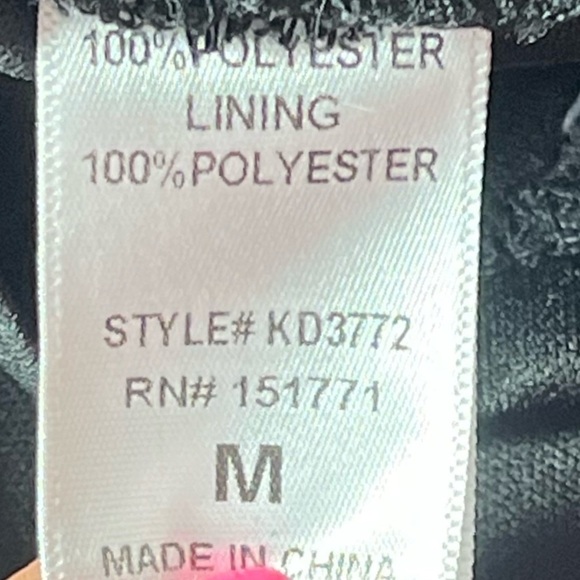 100%POLYESTER
LINING
100%POLYESTER
STYLE# KD3772
RN# 151771
M
MADE IN CHINA